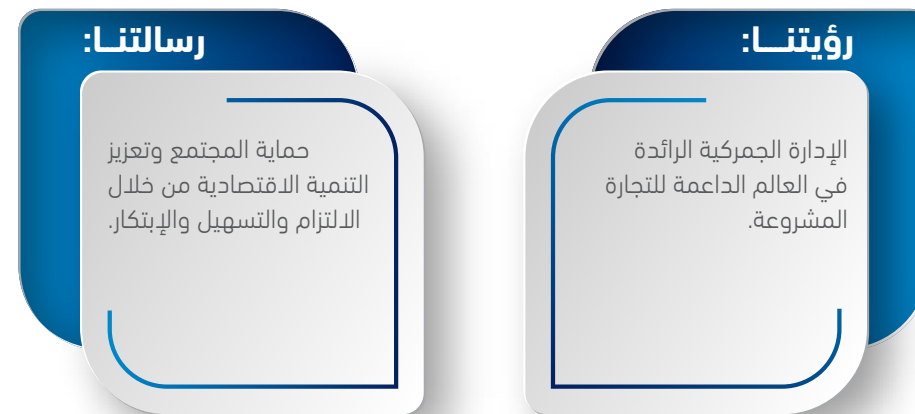 رؤيتنـــا:
الإدارة الجمركية الرائدة
في العالم الداعمة للتجارة
المشروعة.
رسالتنــا:
حماية المجتمع وتعزيز
التنمية الاقتصادية من خلال
الالتزام والتسهيل والإبتكار.